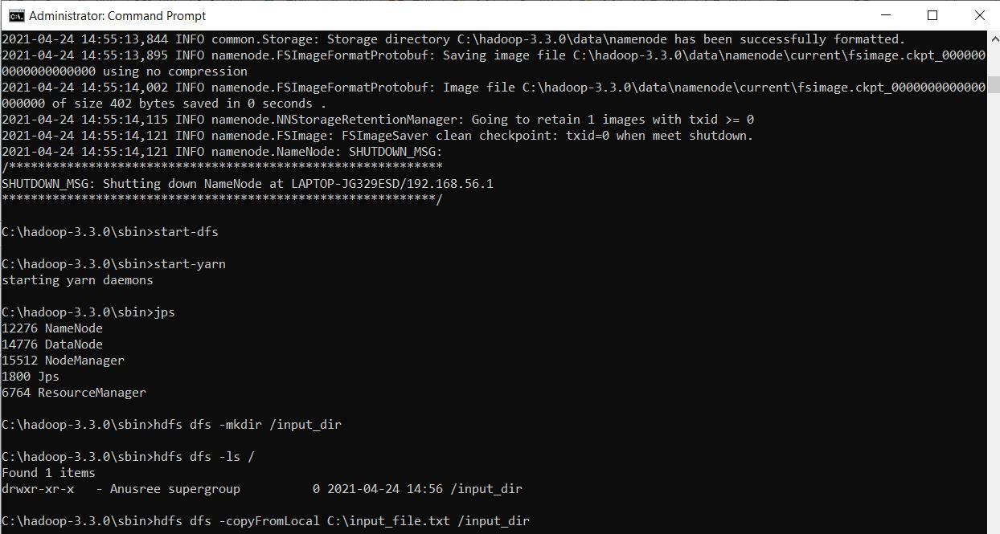 Administrator: Command Prompt
2021-04-24 14:55:13,844 INFO common.Storage: Storage directory C:\hadoop-3.3.0\data\namenode has been successfully formatted.
2021-04-24 14:55:13,895 INFO namenode.FSImageFormatProtobuf: Saving image file C:\hadoop-3.3.0\data\namenode\current\fsimage.ckpt_000000
0000000000000 using no compression
2021-04-24 14:55:14,002 INFO namenode.FSImageFormatProtobuf: Image file C:\hadoop-3.3.0\data\namenode\current\fsimage.ckpt_0000000000000
000000 of size 402 bytes saved in 0 seconds .
2021-04-24 14:55:14,115 INFO namenode.NNStorageRetentionManager: Going to retain 1 images with txid >= 0
2021-04-24 14:55:14,121 INFO namenode.FSImage: FSImageSaver clean checkpoint: txid=0 when meet shutdown.
2021-04-24 14:55:14,121 INFO namenode.NameNode: SHUTDOWN_MSG:
/************************************************************
SHUTDOWN_MSG: Shutting down NameNode at LAPTOP-JG329ESD/192.168.56.1
************************************************************/
C:\hadoop-3.3.0\sbin>start-dfs
C:\hadoop-3.3.0\sbin>start-yarn
starting yarn daemons
C:\hadoop-3.3.0\sbin>jps
12276 NameNode
14776 DataNode
15512 NodeManager
1800 Jps
6764 ResourceManager
C:\hadoop-3.3.0\sbin>hdfs dfs -mkdir /input_dir
C:\hadoop-3.3.0\sbin>hdfs dfs -ls /
Found 1 items
drwxr-xr-x   - Anusree supergroup          0 2021-04-24 14:56 /input_dir
C:\hadoop-3.3.0\sbin>hdfs dfs -copyFromLocal C:\input_file.txt /input_dir